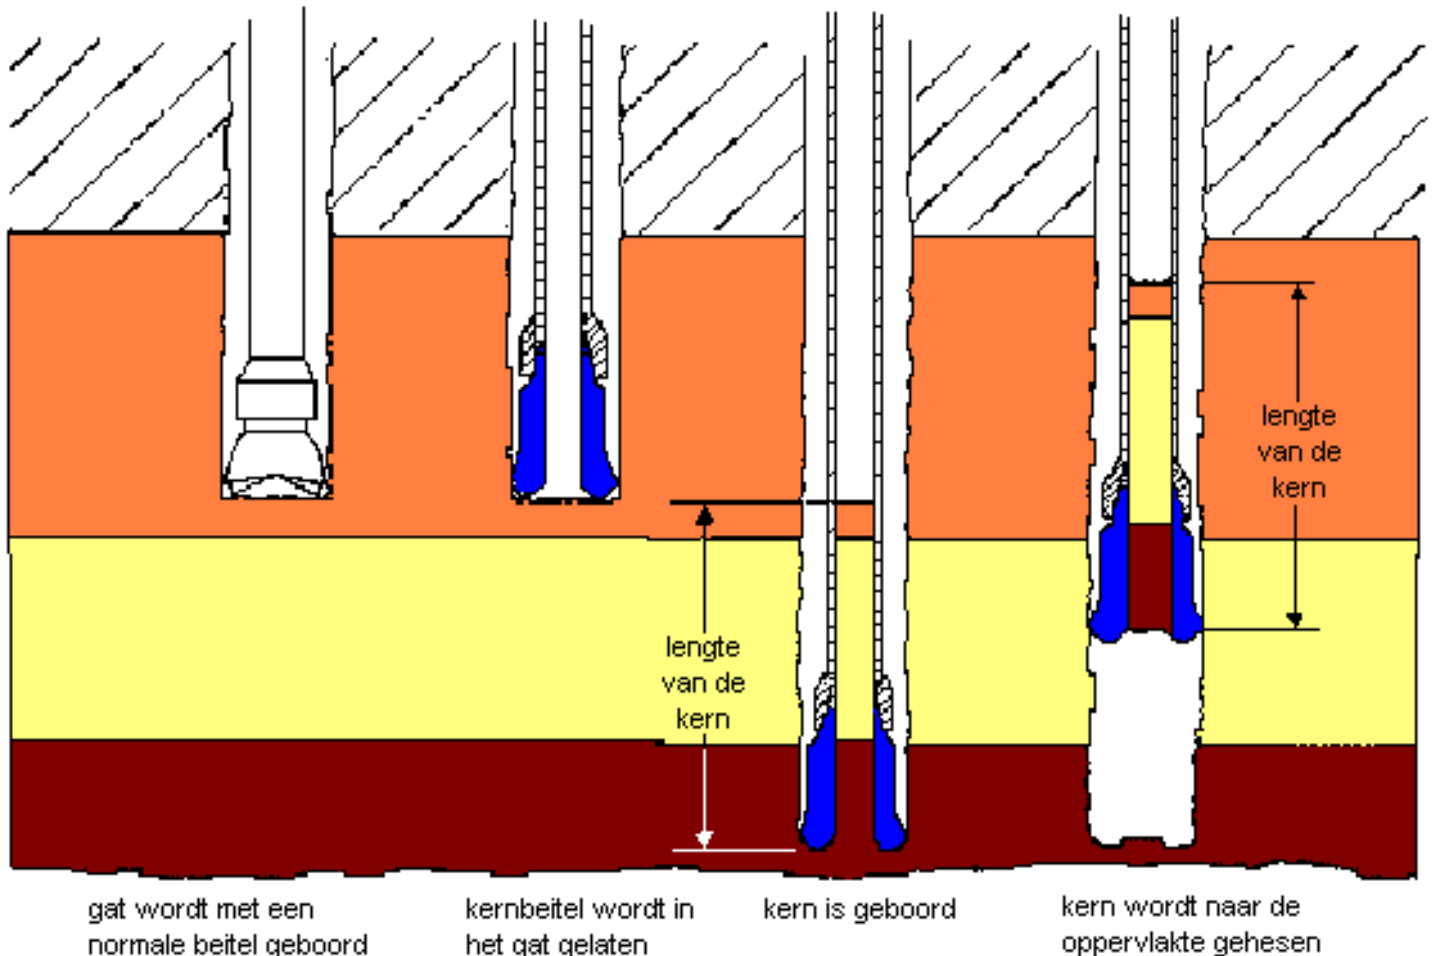 lengte
van de
kern
lengte
van de
kern
gat wordt met een
normale beitel geboord
kernbeitel wordt in
het gat gelaten
kern is geboord
kern wordt naar de
oppervlakte gehesen